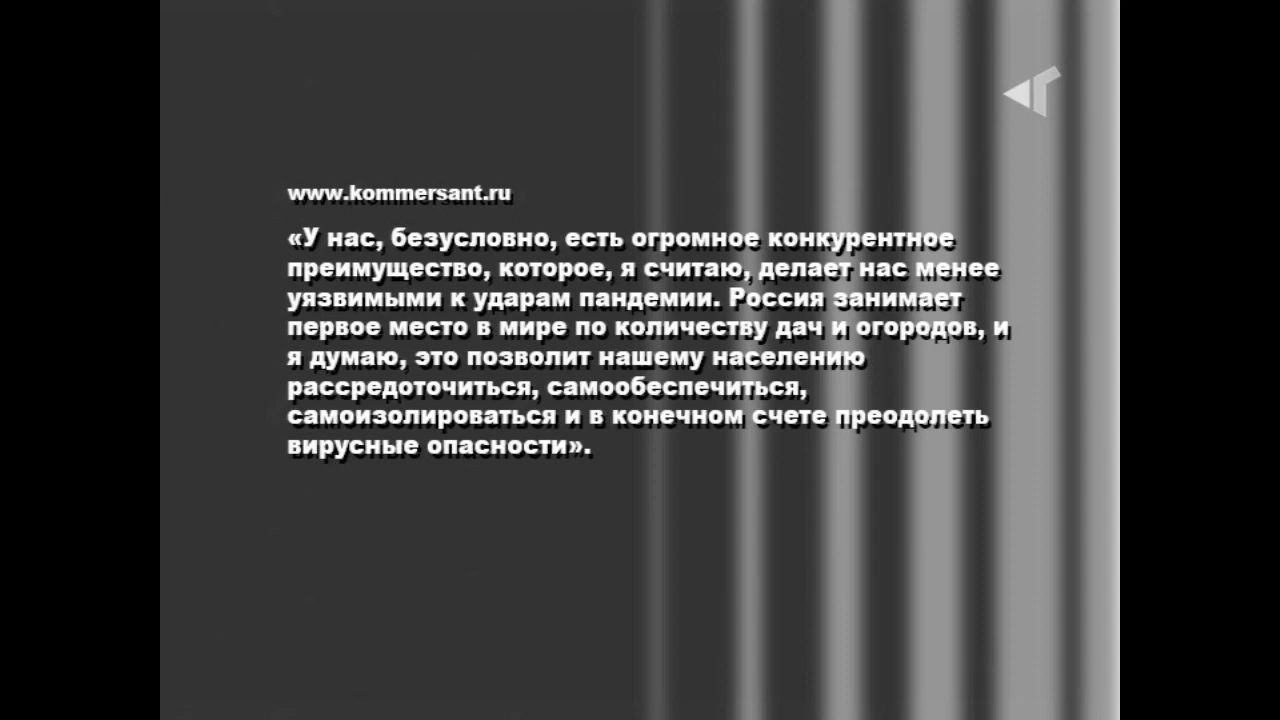 www.kommersant.ru
«У нас, безусловно, есть огромное конкурентное
преимущество, которое, я считаю, делает нас менее
уязвимыми к ударам пандемии. Россия занимает
первое место в мире по количеству дач и огородов, и
я думаю, это позволит нашему населению
рассредоточиться, самообеспечиться,
самоизолироваться и в конечном счете преодолеть
вирусные опасности».